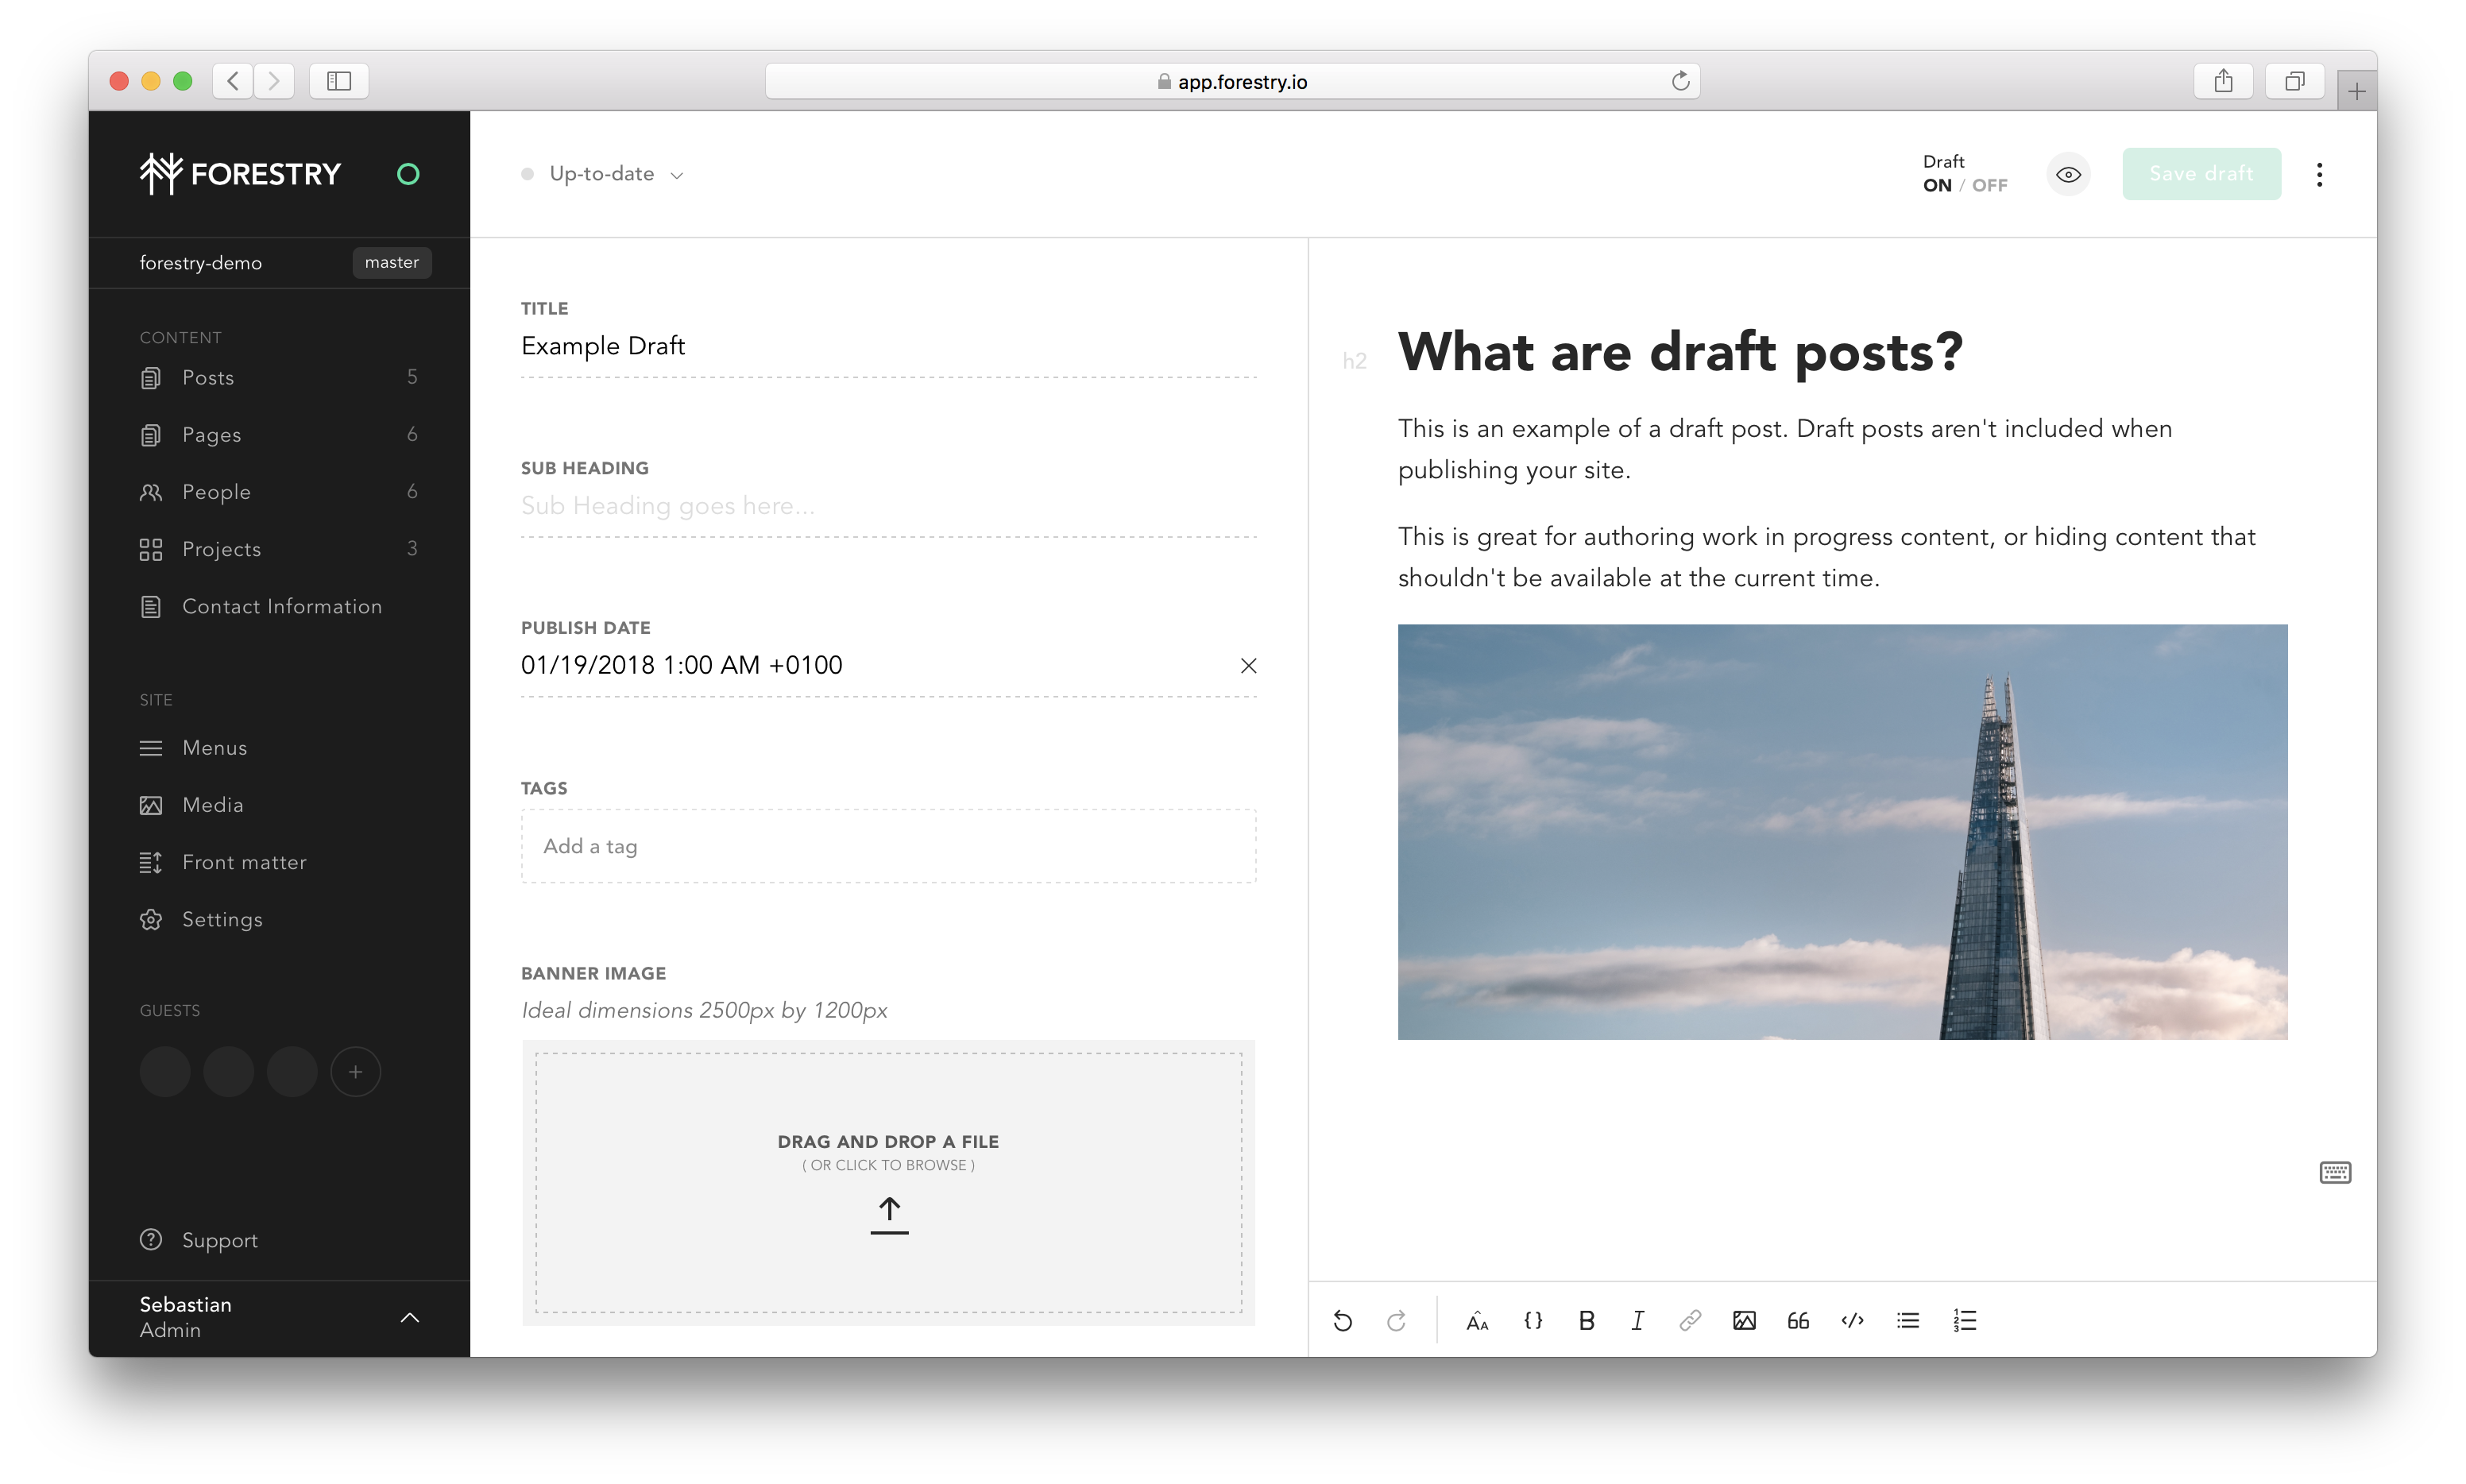 app.forestry.io
FORESTRY
forestry-demo
master
CONTENT
Posts 5
Pages 6
People 6
Projects 3
Contact Information
SITE
Menus
Media
Front matter
Settings
GUESTS
Support
Sebastian
Admin
Up-to-date
Draft
ON / OFF
Save draft
TITLE
Example Draft
SUB HEADING
Sub Heading goes here...
PUBLISH DATE
01/19/2018 1:00 AM +0100
TAGS
Add a tag
BANNER IMAGE
Ideal dimensions 2500px by 1200px
DRAG AND DROP A FILE
( OR CLICK TO BROWSE )
h2
What are draft posts?
This is an example of a draft post. Draft posts aren't included when
publishing your site.
This is great for authoring work in progress content, or hiding content that
shouldn't be available at the current time.